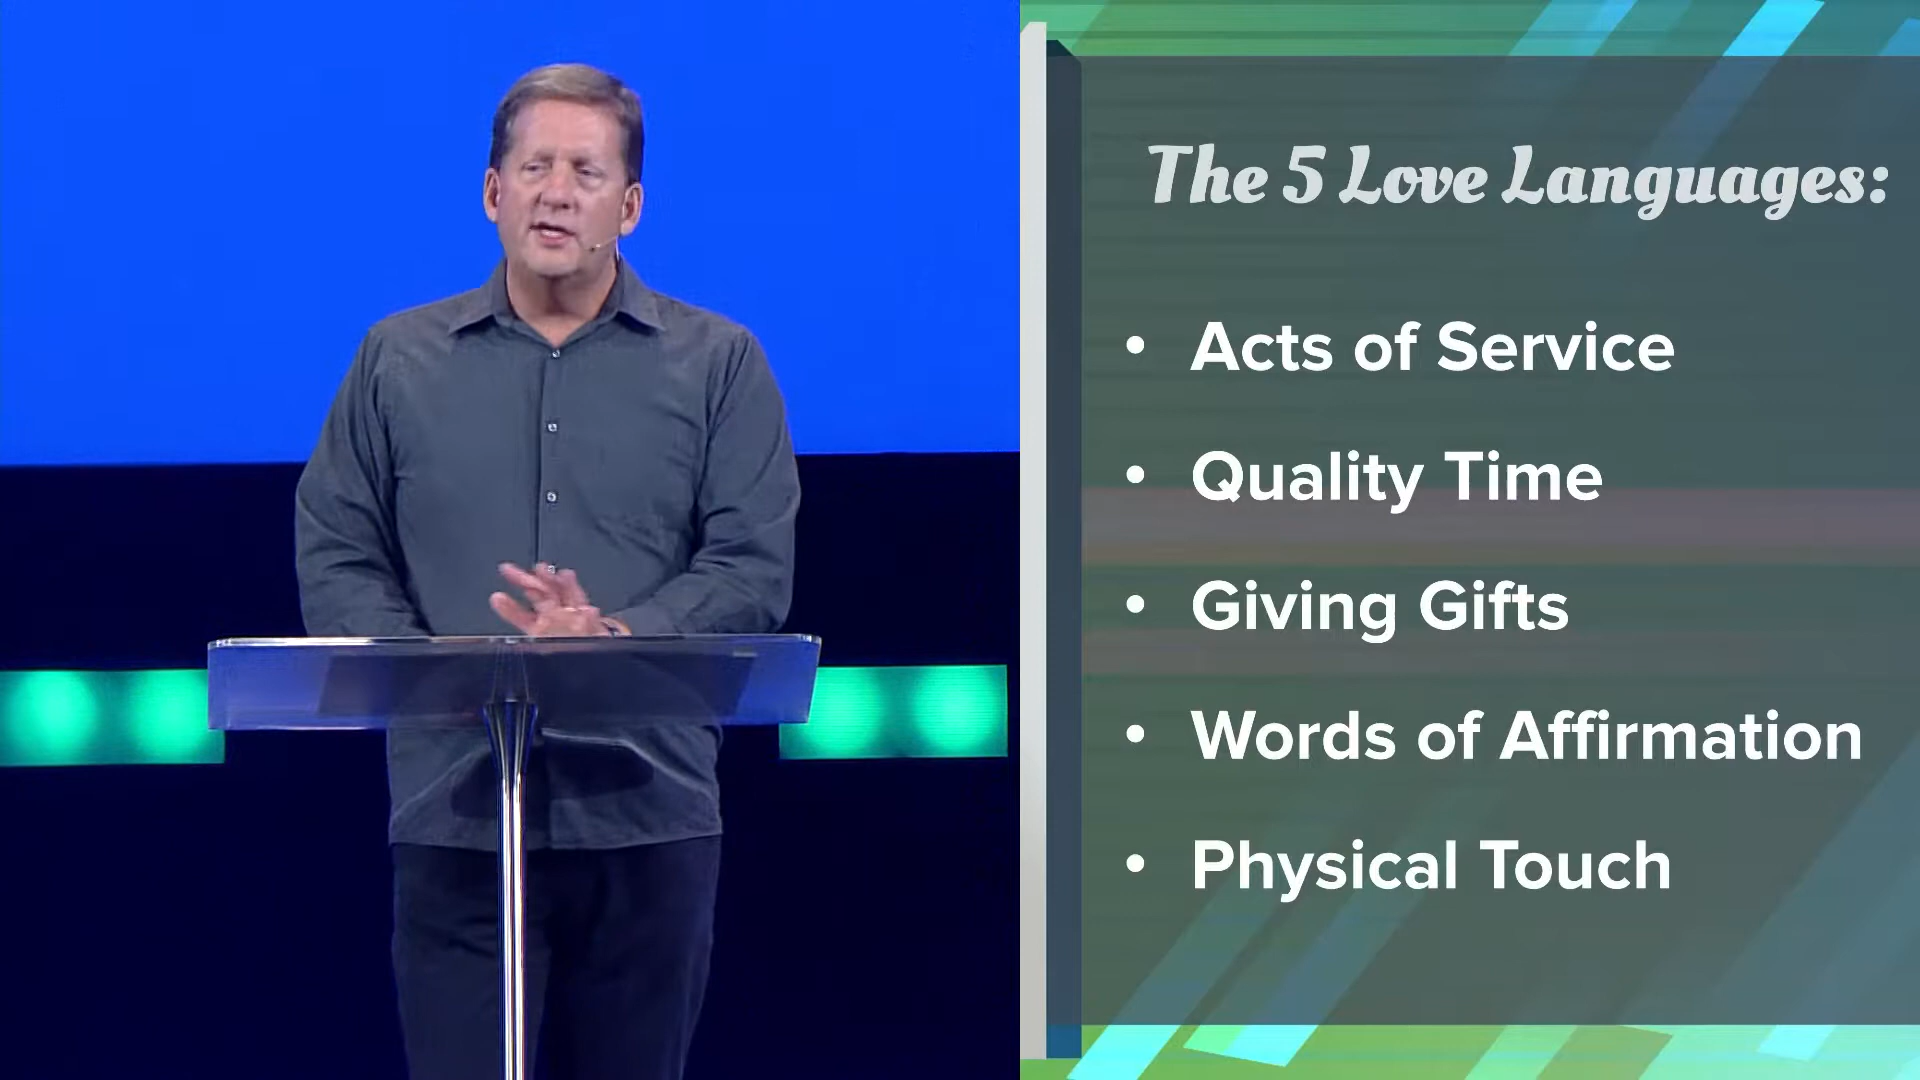 The 5 Love Languages:
• Acts of Service
• Quality Time
• Giving Gifts
• Words of Affirmation
• Physical Touch